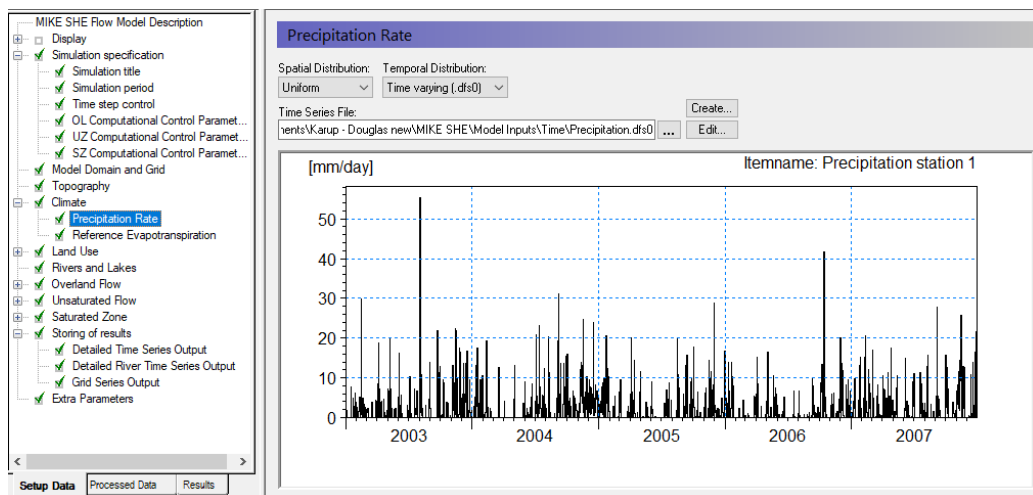 MIKE SHE Flow Model Description
Display
Simulation specification
Simulation title
Simulation period
Time step control
OL Computational Control Paramet...
UZ Computational Control Paramet...
SZ Computational Control Paramet...
Model Domain and Grid
Topography
Climate
Precipitation Rate
Reference Evapotranspiration
Land Use
Rivers and Lakes
Overland Flow
Unsaturated Flow
Saturated Zone
Storing of results
Detailed Time Series Output
Detailed River Time Series Output
Grid Series Output
Extra Parameters
Setup Data Processed Data Results
Precipitation Rate
Spatial Distribution: Temporal Distribution:
Uniform Time varying (.dfs0)
Time Series File:
nents\Karup - Douglas new\MIKE SHE\Model Inputs\Time\Precipitation.dfs0 ...
Create...
Edit...
[mm/day] Itemname: Precipitation station 1
50
40
30
20
10
0
2003 2004 2005 2006 2007